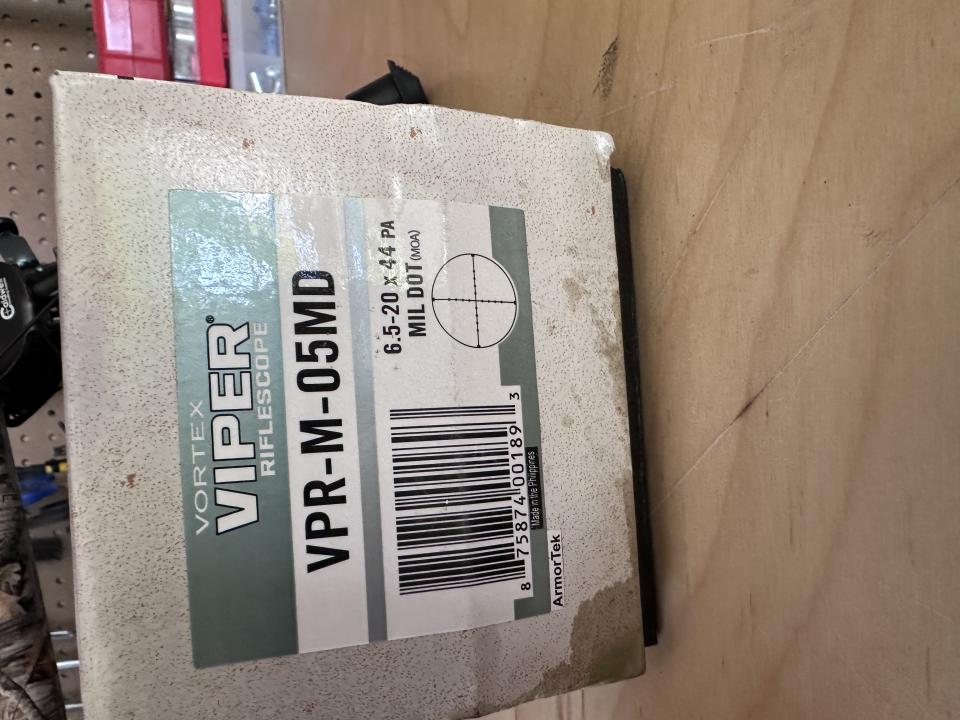 VORTEX
VIPER®
RIFLESCOPE
VPR-M-05MD
6.5-20 x 44 PA
MIL DOT (MOA)
8 75874 00189 3
Made in the Philippines
ArmorTek
Caldwell